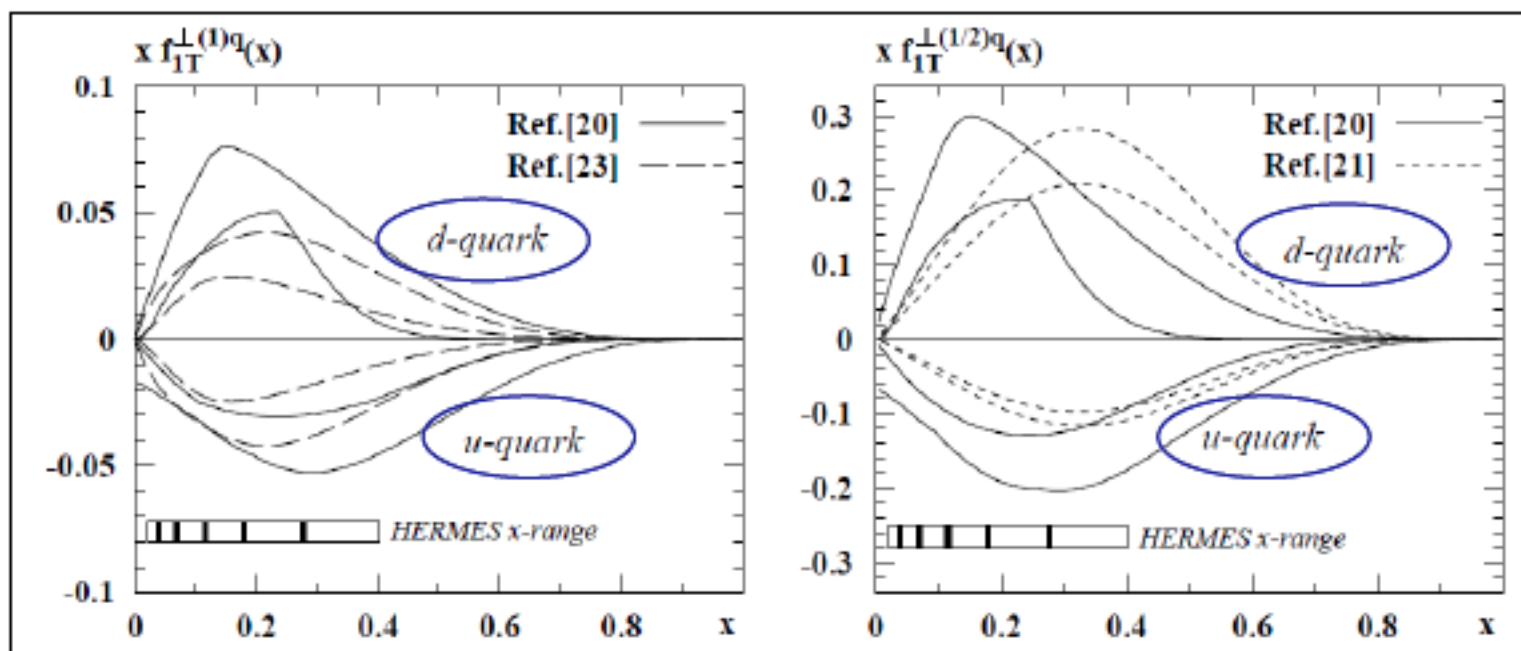 x f⊥(1)q1T(x)
0.1
0.05
0
-0.05
-0.1
Ref.[20]
Ref.[23]
d-quark
u-quark
HERMES x-range
0 0.2 0.4 0.6 0.8 x
x f⊥(1/2)q1T(x)
0.3
0.2
0.1
0
-0.1
-0.2
-0.3
Ref.[20]
Ref.[21]
d-quark
u-quark
HERMES x-range
0 0.2 0.4 0.6 0.8 x